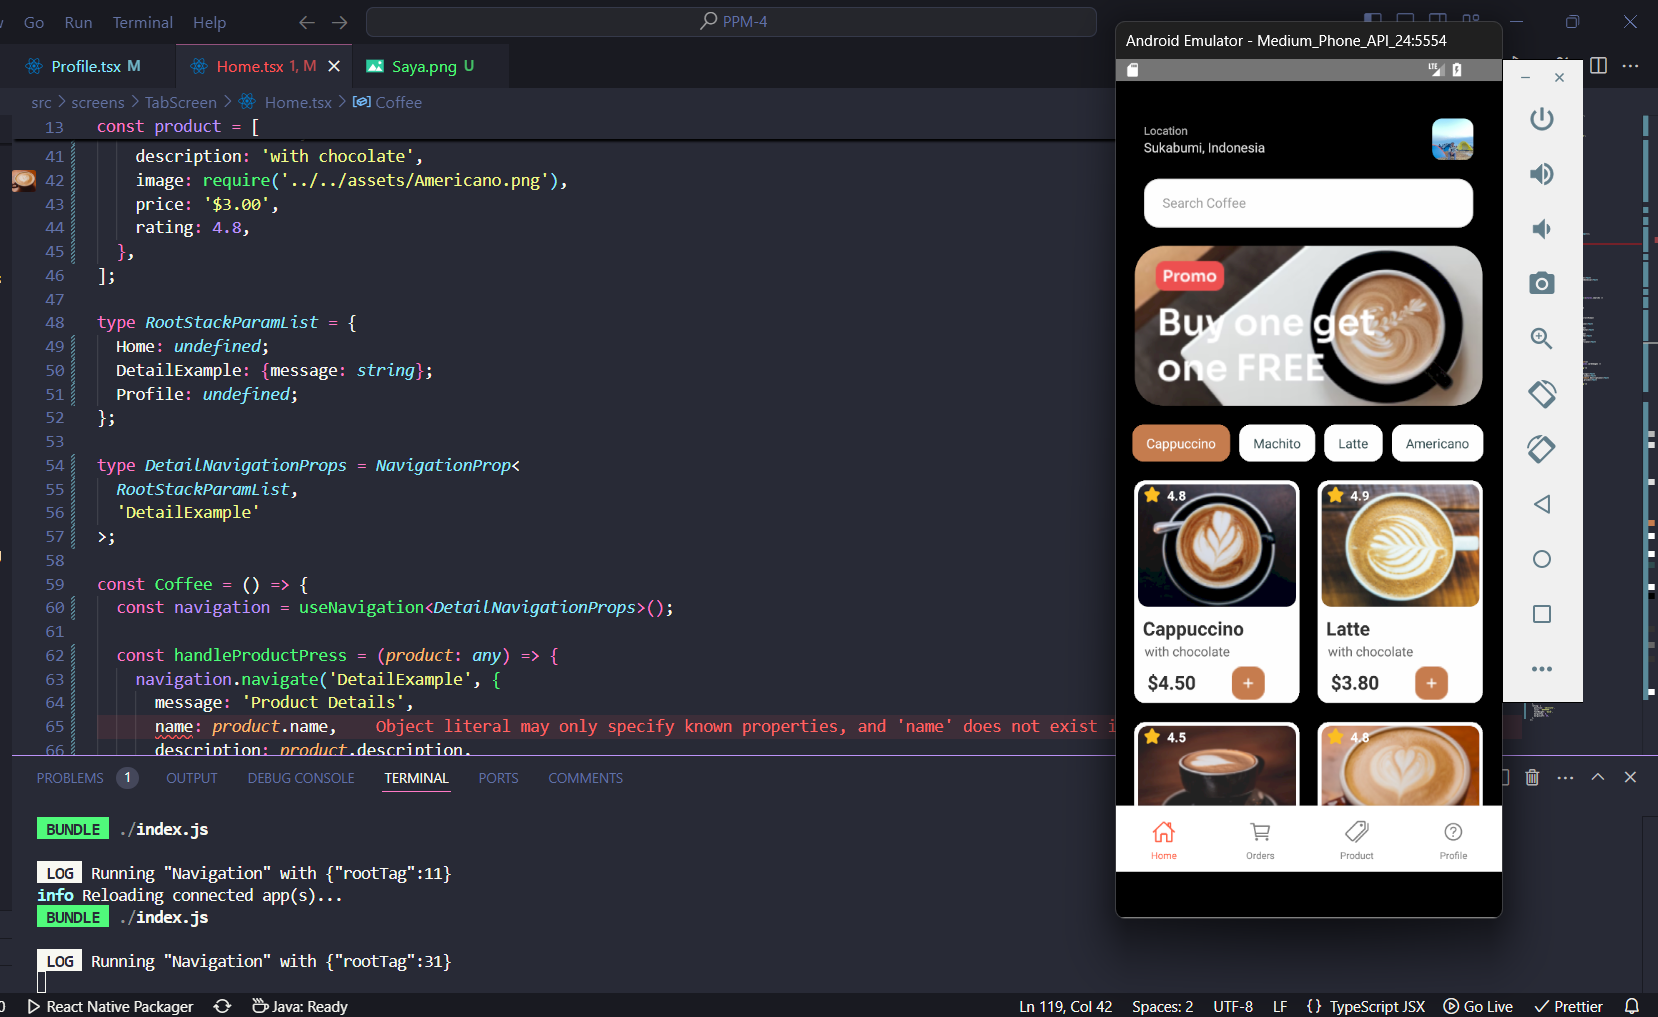 Go Run Terminal Help PPM-4
Profile.tsx M Home.tsx 1, M Saya.png U
src > screens > TabScreen > Home.tsx > Coffee
13 const product = [
41 description: 'with chocolate',
42 image: require('../../assets/Americano.png'),
43 price: '$3.00',
44 rating: 4.8,
45 },
46 ];
47
48 type RootStackParamList = {
49 Home: undefined;
50 DetailExample: {message: string};
51 Profile: undefined;
52 };
53
54 type DetailNavigationProps = NavigationProp<
55 RootStackParamList,
56 'DetailExample'
57 >;
58
59 const Coffee = () => {
60 const navigation = useNavigation<DetailNavigationProps>();
61
62 const handleProductPress = (product: any) => {
63 navigation.navigate('DetailExample', {
64 message: 'Product Details',
65 name: product.name, Object literal may only specify known properties, and 'name' does not exist i
66 description: product.description,
PROBLEMS 1 OUTPUT DEBUG CONSOLE TERMINAL PORTS COMMENTS
BUNDLE ./index.js
LOG Running "Navigation" with {"rootTag":11}
info Reloading connected app(s)...
BUNDLE ./index.js
LOG Running "Navigation" with {"rootTag":31}
React Native Packager Java: Ready Ln 119, Col 42 Spaces: 2 UTF-8 LF {} TypeScript JSX Go Live Prettier
Android Emulator - Medium_Phone_API_24:5554
LTE
Location
Sukabumi, Indonesia
Search Coffee
Promo
Buy one get
one FREE
Cappuccino Machito Latte Americano
4.8 4.9
Cappuccino Latte
with chocolate with chocolate
$4.50 + $3.80 +
4.5 4.8
Home Orders Product Profile